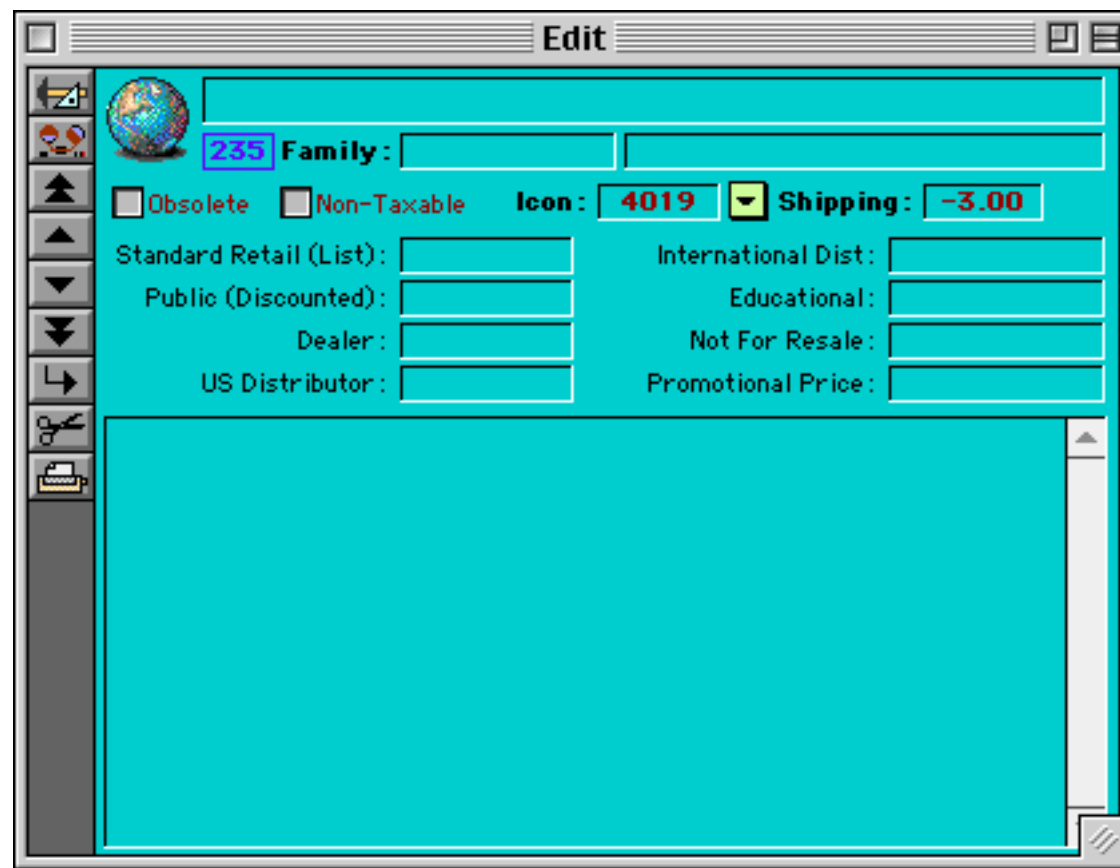 Edit
235 Family:
Obsolete Non-Taxable Icon: 4019 Shipping: -3.00
Standard Retail (List): International Dist:
Public (Discounted): Educational:
Dealer: Not For Resale:
US Distributor: Promotional Price: